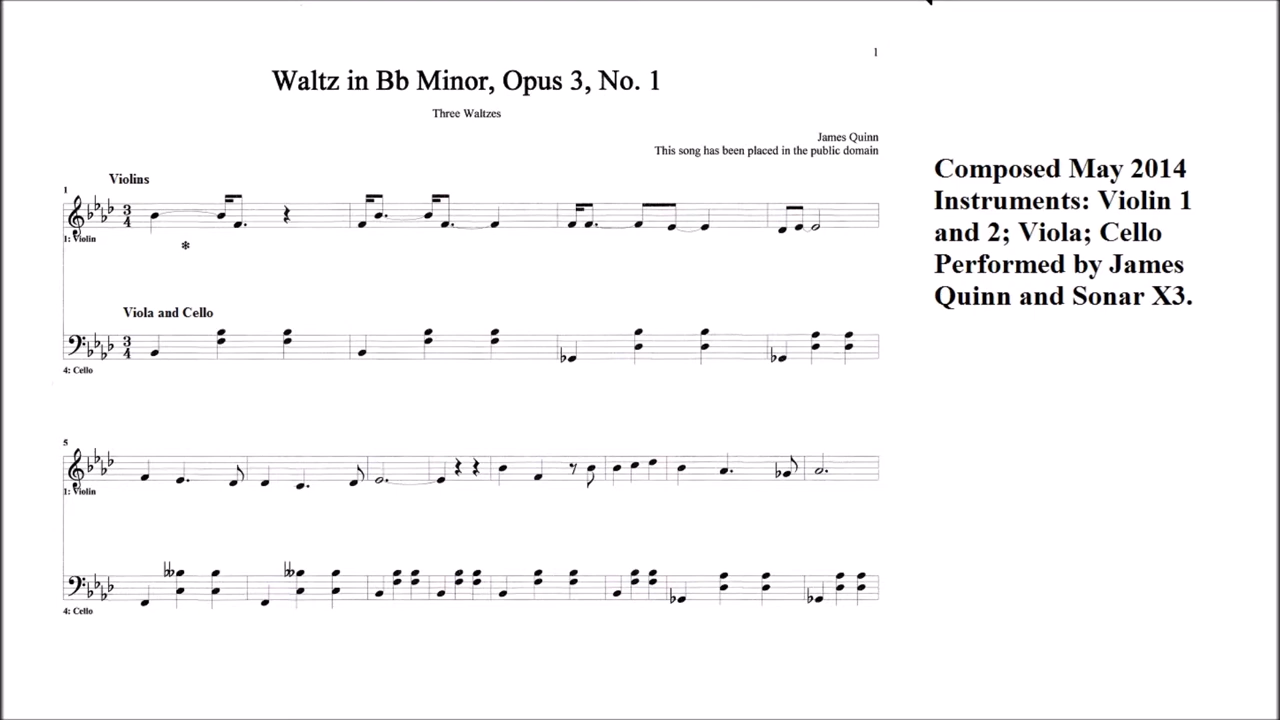 1
Waltz in Bb Minor, Opus 3, No. 1
Three Waltzes
James Quinn
This song has been placed in the public domain
Violins
1
3
4
1: Violin
Viola and Cello
3
4
4: Cello
5
1: Violin
4: Cello
Composed May 2014
Instruments: Violin 1
and 2; Viola; Cello
Performed by James
Quinn and Sonar X3.